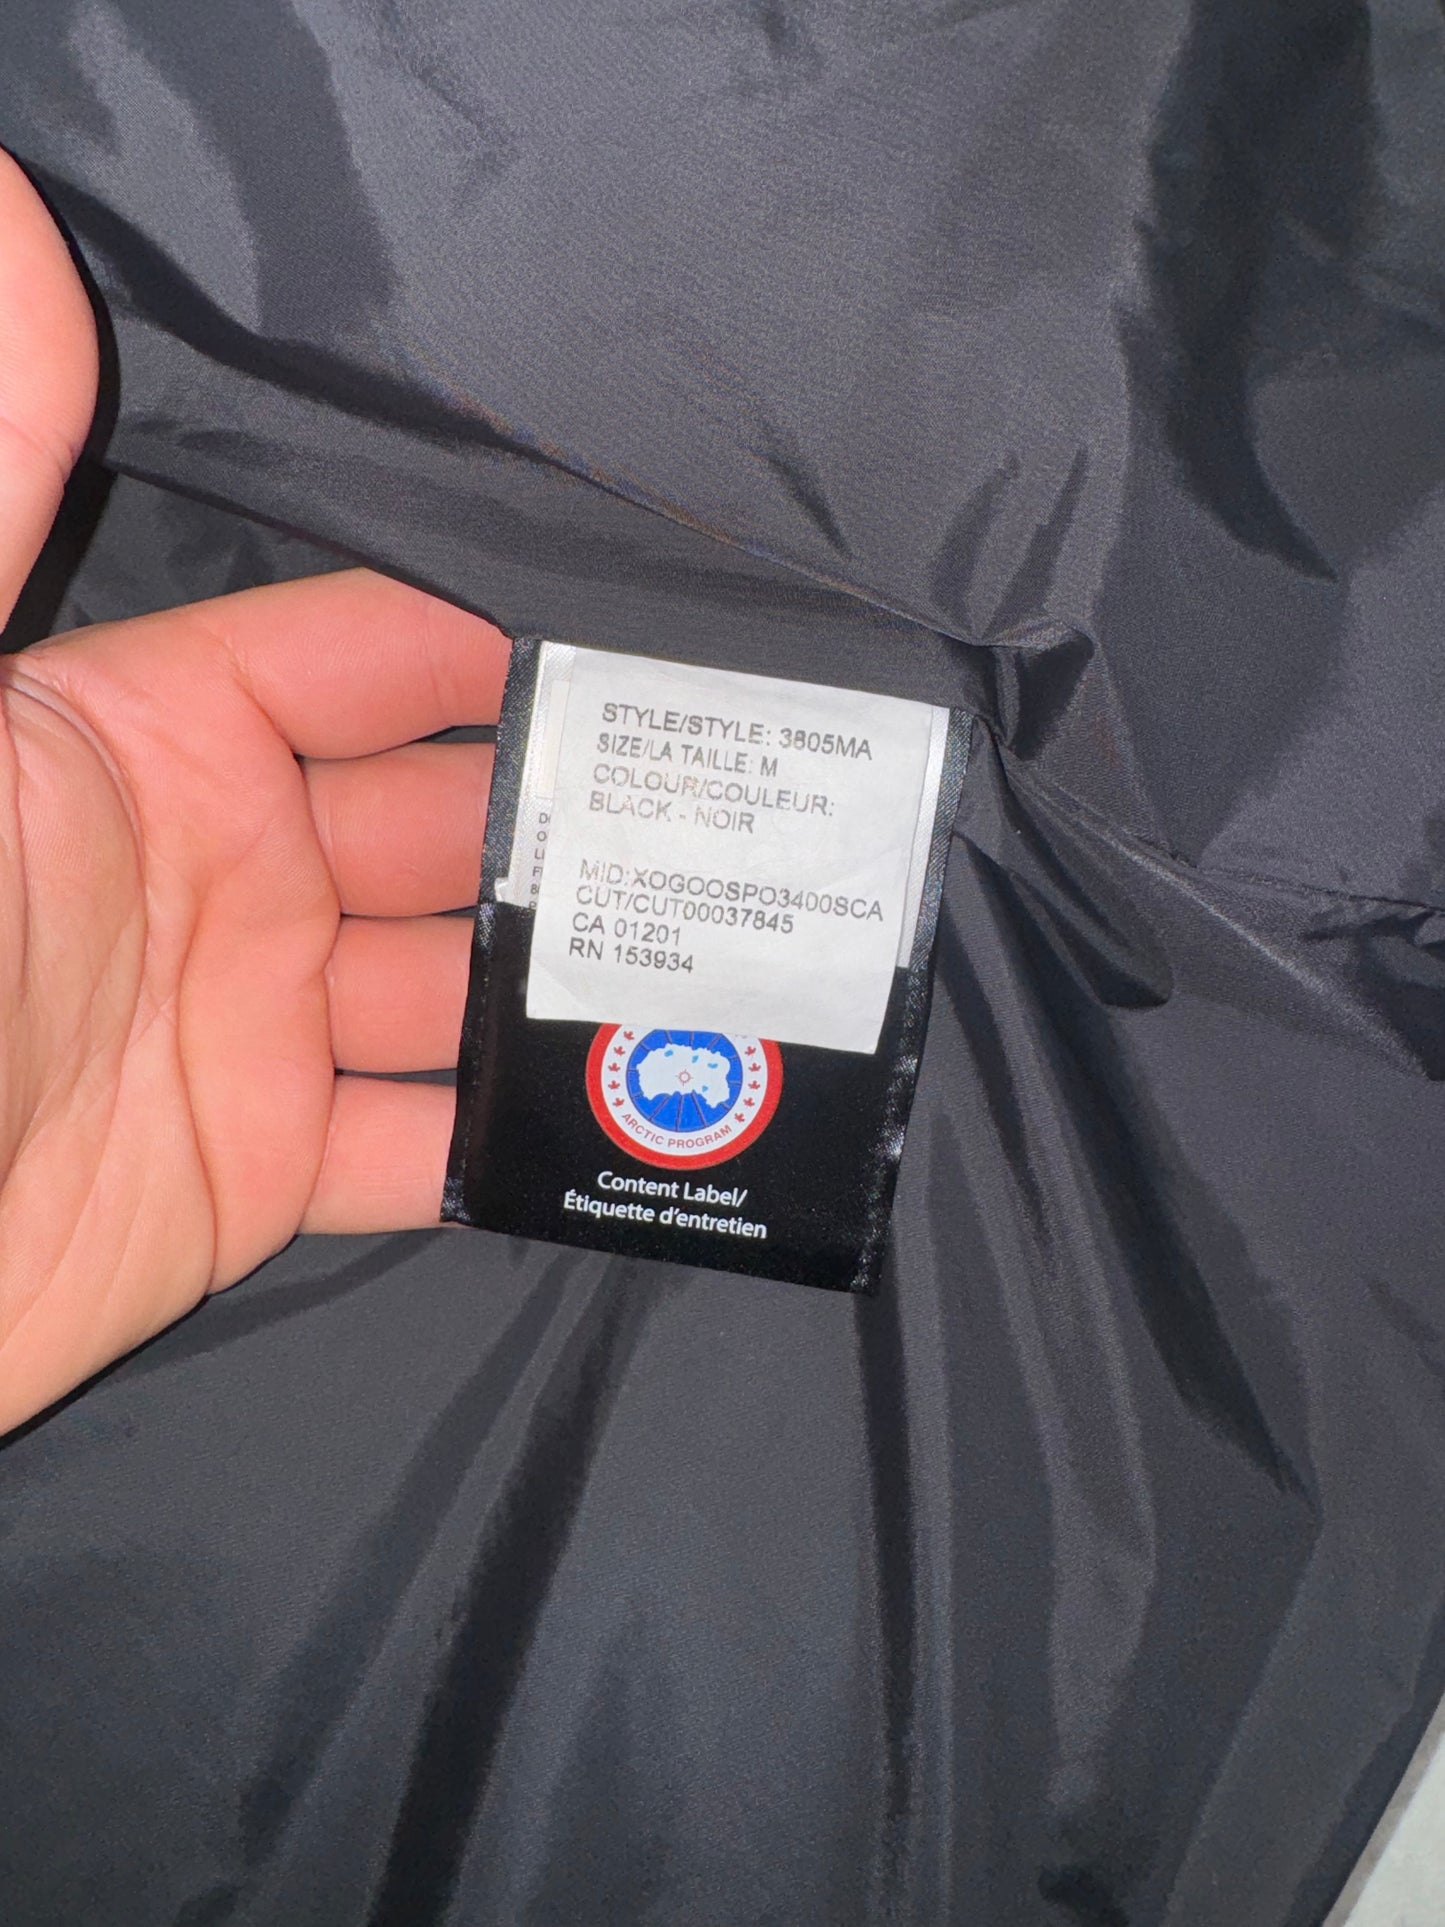 STYLE/STYLE: 3805MA
SIZE/LA TAILLE: M
COLOUR/COULEUR:
BLACK - NOIR
MID:XOGOOSPO3400SCA
CUT/CUT00037845
CA 01201
RN 153934
ARCTIC PROGRAM
Content Label/
Étiquette d'entretien